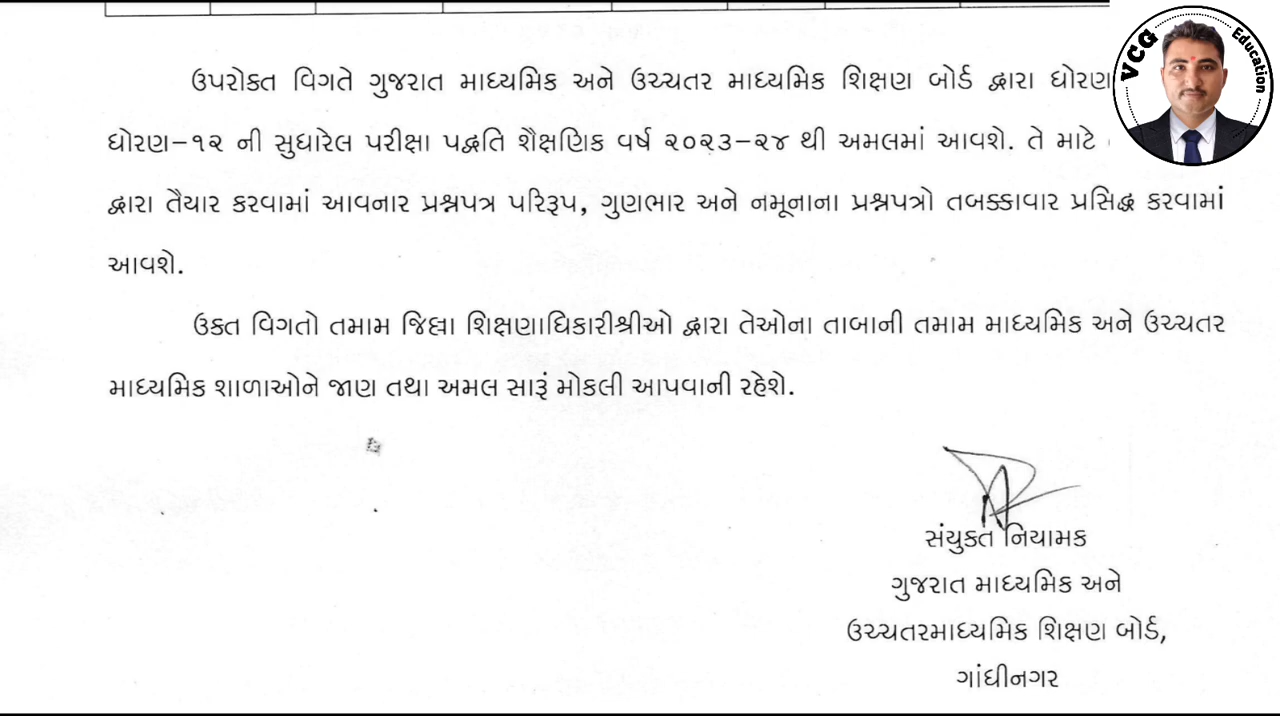 ઉપરોક્ત વિગતે ગુજરાત માધ્યમિક અને ઉચ્ચતર માધ્યમિક શિક્ષણ બોર્ડ દ્વારા ધોરણ
ધોરણ-૧૨ ની સુધારેલ પરીક્ષા પદ્ધતિ શૈક્ષણિક વર્ષ ૨૦૨૩-૨૪ થી અમલમાં આવશે. તે માટે
દ્વારા તૈયાર કરવામાં આવનાર પ્રશ્નપત્ર પરિરૂપ, ગુણભાર અને નમૂનાના પ્રશ્નપત્રો તબક્કાવાર પ્રસિદ્ધ કરવામાં
આવશે.
ઉક્ત વિગતો તમામ જિલ્લા શિક્ષણાધિકારીશ્રીઓ દ્વારા તેઓના તાબાની તમામ માધ્યમિક અને ઉચ્ચતર
માધ્યમિક શાળાઓને જાણ તથા અમલ સારૂં મોકલી આપવાની રહેશે.
સંયુક્ત નિયામક
ગુજરાત માધ્યમિક અને
ઉચ્ચતરમાધ્યમિક શિક્ષણ બોર્ડ,
ગાંધીનગર
VCG Education